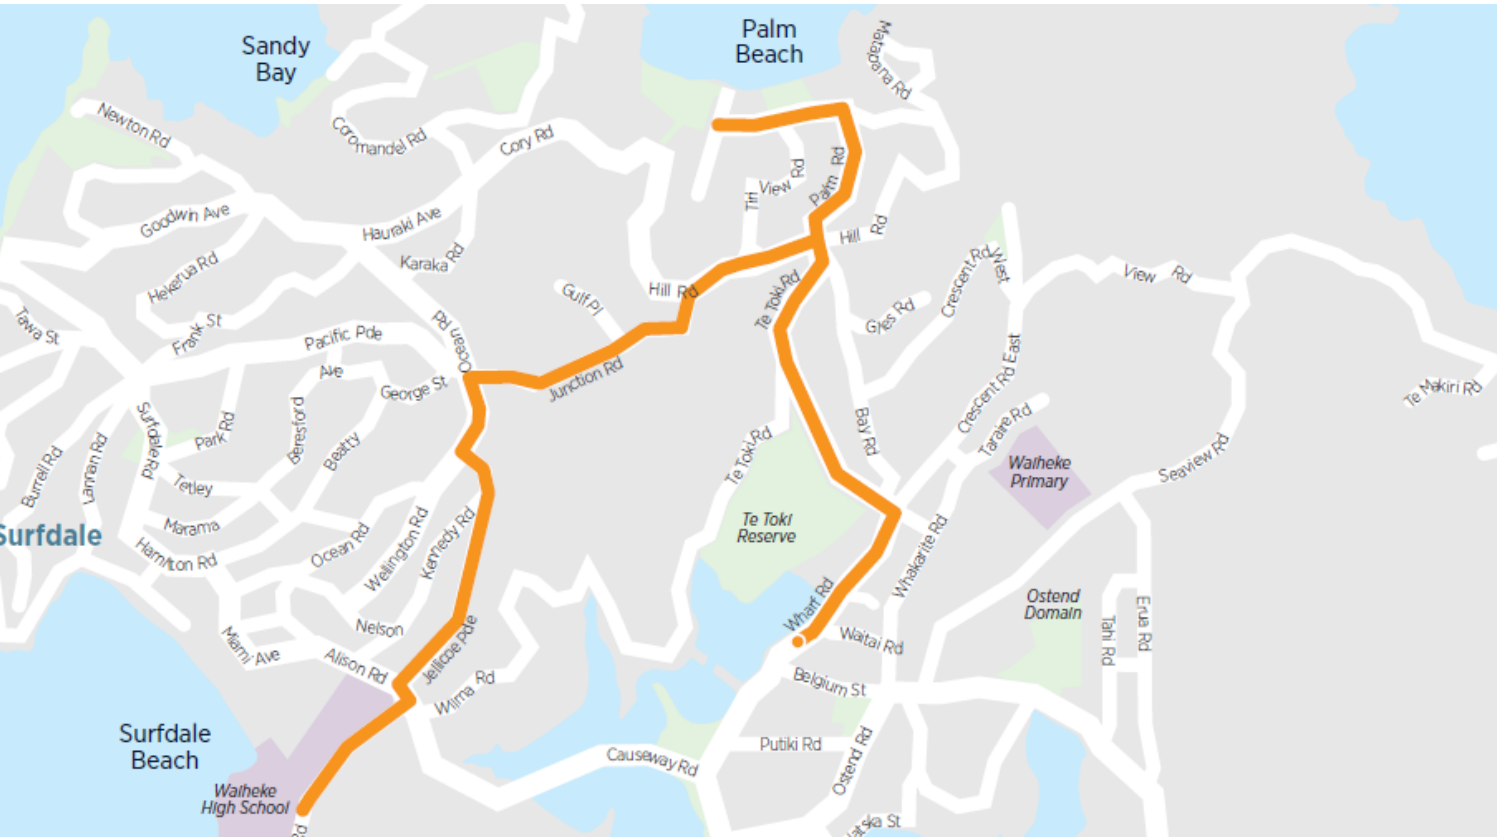 Palm
Beach
Sandy
Bay
Matapana Rd
Newton Rd
Coromandel Rd
Cory Rd
Palm Rd
View Rd
Tiri
Goodwin Ave
Hauraki Ave
Hill Rd
Karaka Rd
Crescent Rd
West
Hekerua Rd
View Rd
Hill Rd
Gulf Pl
Te Toki Rd
Giles Rd
Tawa St
Frank St
Pacific Pde
Ocean Rd
Crescent Rd East
Ave
George St
Junction Rd
Te Makiri Rd
Surfdale Rd
Park Rd
Beresford
Beatty
Bay Rd
Taraire Rd
Te Toki Rd
Burrell Rd
Lannan Rd
Waiheke
Primary
Seaview Rd
Tetley
Surfdale
Marama
Hamilton Rd
Ocean Rd
Wellington Rd
Kennedy Rd
Te Toki
Reserve
Whakarite Rd
Wharf Rd
Ostend
Domain
Erua Rd
Tahi Rd
Nelson
Miami Ave
Alison Rd
Jellicoe Pde
Waitai Rd
Wilma Rd
Belgium St
Surfdale
Beach
Causeway Rd
Putiki Rd
Ostend Rd
Waiheke
High School
Rd
St